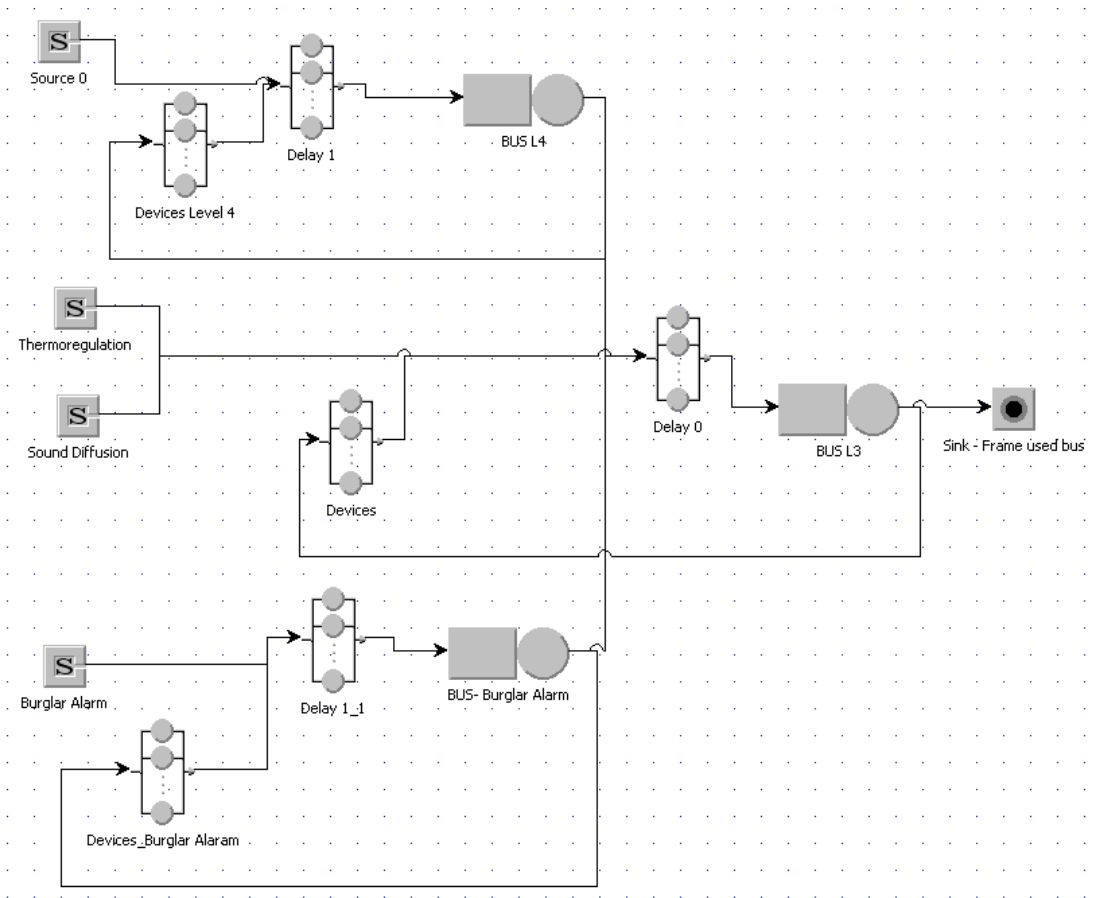 S
Source 0
Delay 1
BUS L4
Devices Level 4
S
Thermoregulation
S
Sound Diffusion
Delay 0
BUS L3
Sink - Frame used bus
Devices
S
Burglar Alarm
Delay 1_1
BUS- Burglar Alarm
Devices_Burglar Alaram